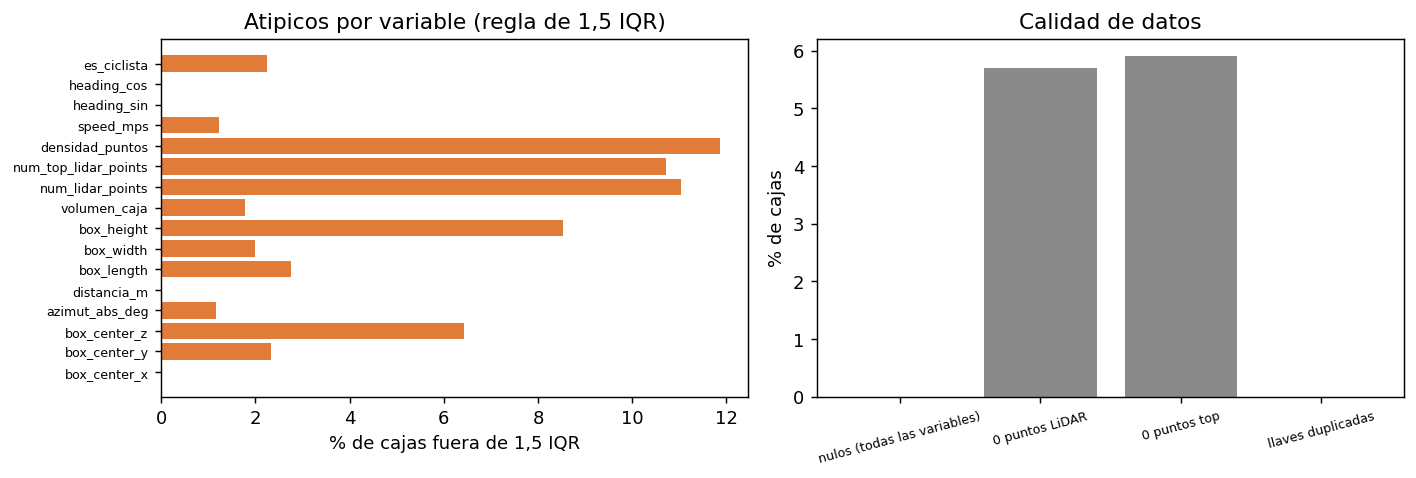 Atipicos por variable (regla de 1,5 IQR)
es_ciclista
heading_cos
heading_sin
speed_mps
densidad_puntos
num_top_lidar_points
num_lidar_points
volumen_caja
box_height
box_width
box_length
distancia_m
azimut_abs_deg
box_center_z
box_center_y
box_center_x
0 2 4 6 8 10 12
% de cajas fuera de 1,5 IQR
Calidad de datos
% de cajas
6
5
4
3
2
1
0
nulos (todas las variables)
0 puntos LiDAR
0 puntos top
llaves duplicadas